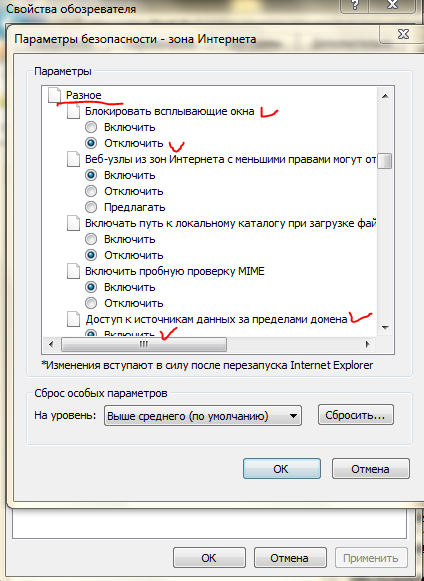 Свойства обозревателя
Параметры безопасности - зона Интернета
Параметры
Разное
Блокировать всплывающие окна
Включить
Отключить
Веб-узлы из зон Интернета с меньшими правами могут от
Включить
Отключить
Предлагать
Включать путь к локальному каталогу при загрузке фай
Включить
Отключить
Включить пробную проверку MIME
Включить
Отключить
Доступ к источникам данных за пределами домена
Включить
*Изменения вступают в силу после перезапуска Internet Explorer
Сброс особых параметров
На уровень:
Выше среднего (по умолчанию)
Сбросить...
ОК
Отмена
ОК
Отмена
Применить